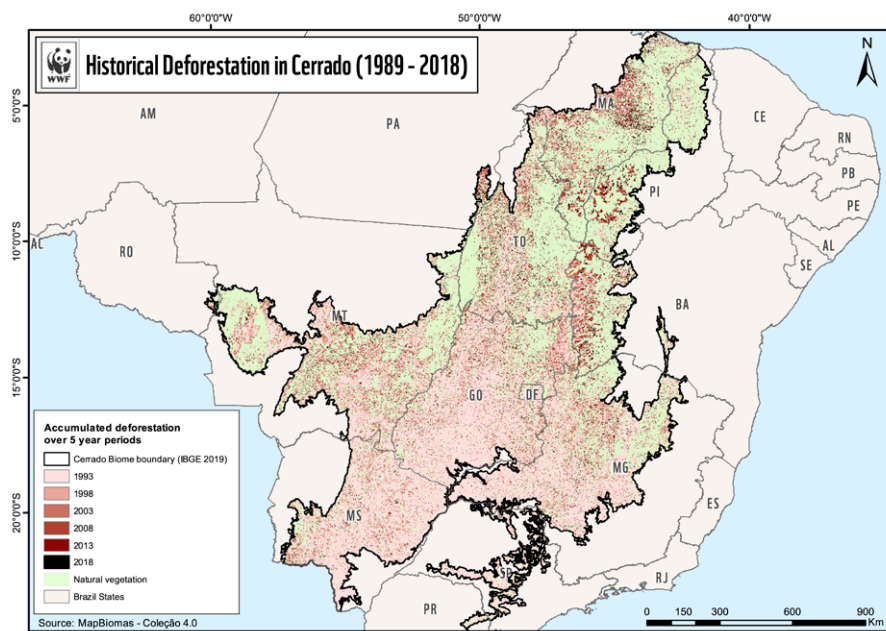 60°0'0"W 50°0'0"W 40°0'0"W
WWF
Historical Deforestation in Cerrado (1989 - 2018)
N
5°0'0"S
10°0'0"S
15°0'0"S
20°0'0"S
AM
PA
MA
CE
RN
PB
PE
PI
AL
SE
AC
RO
TO
BA
MT
GO
DF
MG
ES
MS
SP
RJ
PR
Accumulated deforestation
over 5 year periods
Cerrado Biome boundary (IBGE 2019)
1993
1998
2003
2008
2013
2018
Natural vegetation
Brazil States
Source: MapBiomas - Coleção 4.0
0 150 300 600 900
Km